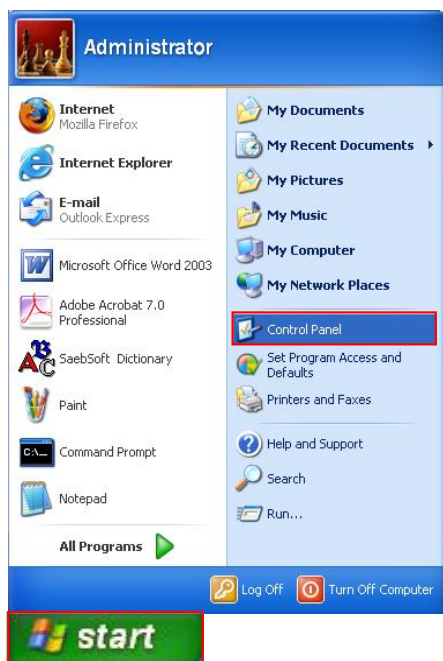 Administrator
Internet
Mozilla Firefox
Internet Explorer
E-mail
Outlook Express
Microsoft Office Word 2003
Adobe Acrobat 7.0
Professional
SaebSoft Dictionary
Paint
C:\_
Command Prompt
Notepad
All Programs
My Documents
My Recent Documents
My Pictures
My Music
My Computer
My Network Places
Control Panel
Set Program Access and
Defaults
Printers and Faxes
Help and Support
Search
Run...
Log Off
Turn Off Computer
start